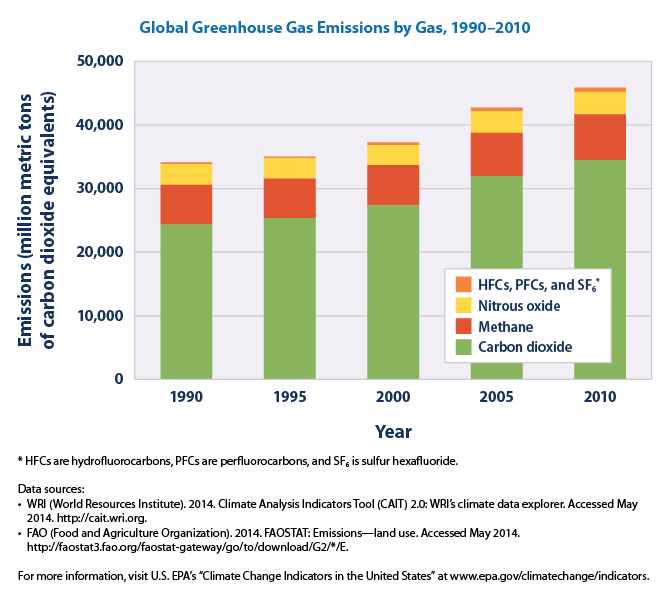 Global Greenhouse Gas Emissions by Gas, 1990–2010
Emissions (million metric tons
of carbon dioxide equivalents)
50,000
40,000
30,000
20,000
10,000
0
HFCs, PFCs, and SF₆*
Nitrous oxide
Methane
Carbon dioxide
1990 1995 2000 2005 2010
Year
* HFCs are hydrofluorocarbons, PFCs are perfluorocarbons, and SF₆ is sulfur hexafluoride.
Data sources:
• WRI (World Resources Institute). 2014. Climate Analysis Indicators Tool (CAIT) 2.0: WRI's climate data explorer. Accessed May
2014. http://cait.wri.org.
• FAO (Food and Agriculture Organization). 2014. FAOSTAT: Emissions—land use. Accessed May 2014.
http://faostat3.fao.org/faostat-gateway/go/to/download/G2/*/E.
For more information, visit U.S. EPA's “Climate Change Indicators in the United States” at www.epa.gov/climatechange/indicators.